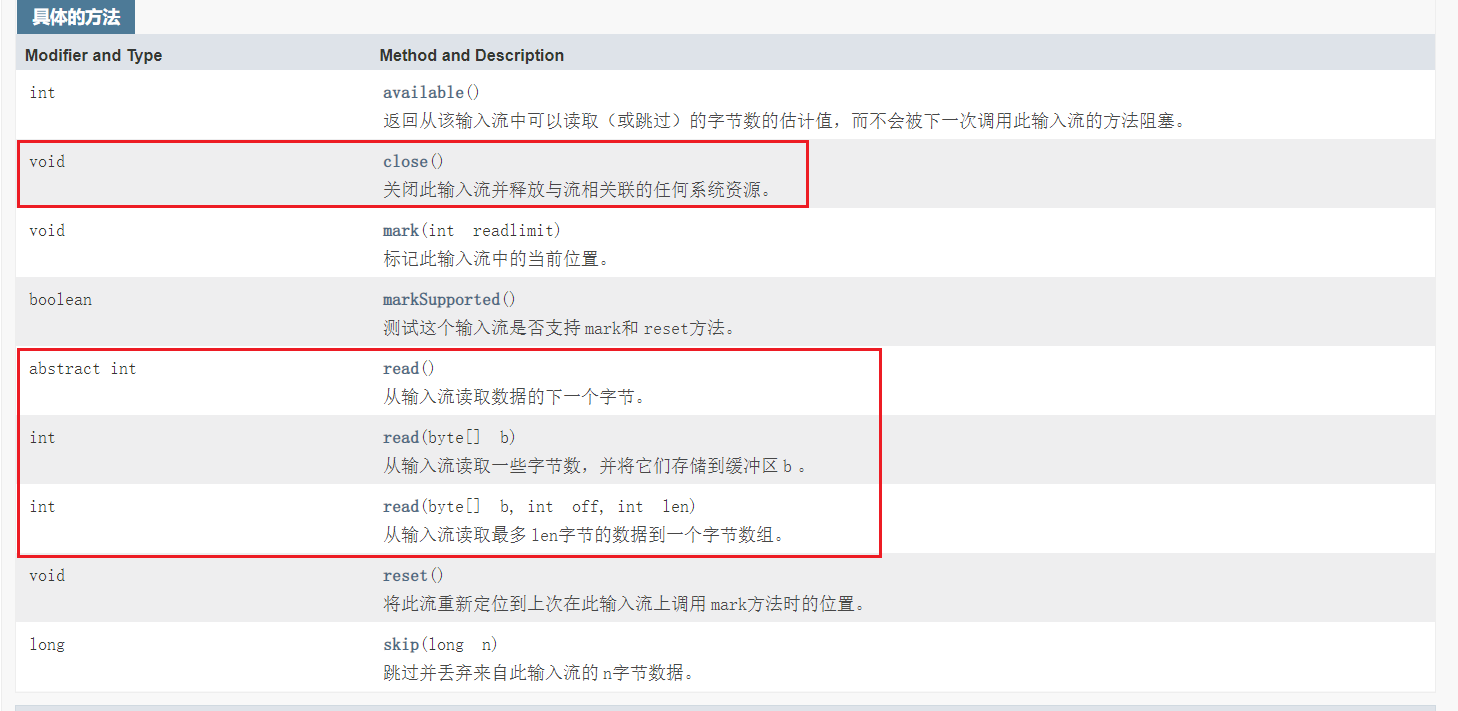 具体的方法
Modifier and Type Method and Description
int available()
返回从该输入流中可以读取（或跳过）的字节数的估计值，而不会被下一次调用此输入流的方法阻塞。
void close()
关闭此输入流并释放与流相关联的任何系统资源。
void mark(int readlimit)
标记此输入流中的当前位置。
boolean markSupported()
测试这个输入流是否支持 mark和 reset方法。
abstract int read()
从输入流读取数据的下一个字节。
int read(byte[] b)
从输入流读取一些字节数，并将它们存储到缓冲区 b 。
int read(byte[] b, int off, int len)
从输入流读取最多 len字节的数据到一个字节数组。
void reset()
将此流重新定位到上次在此输入流上调用 mark方法时的位置。
long skip(long n)
跳过并丢弃来自此输入流的 n字节数据。